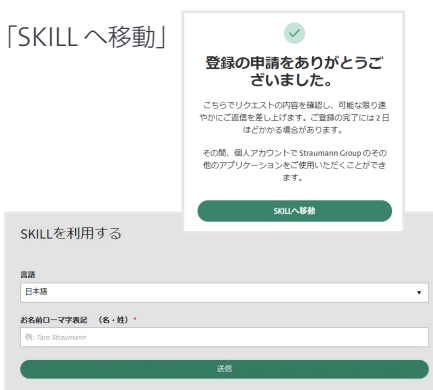 「SKILL へ移動」
登録の申請をありがとうご
ざいました。
こちらでリクエストの内容を確認し、可能な限り速
やかにご返信を差し上げます。ご登録の完了には2日
ほどかかる場合があります。
その間、個人アカウントで Straumann Group のその
他のアプリケーションをご使用いただくことができ
ます。
SKILLへ移動
SKILLを利用する
言語
日本語
お名前ローマ字表記　（名・姓） *
例: Taro Straumann
送信